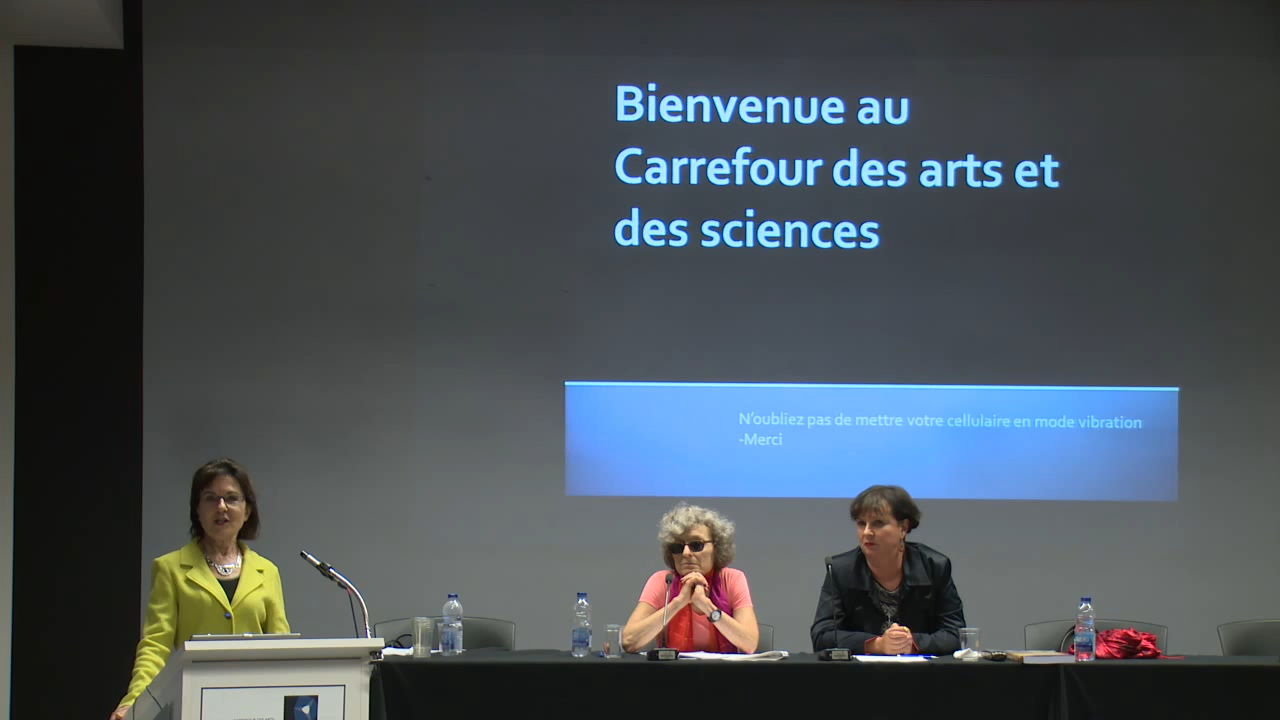 Bienvenue au
Carrefour des arts et
des sciences
N'oubliez pas de mettre votre cellulaire en mode vibration
-Merci